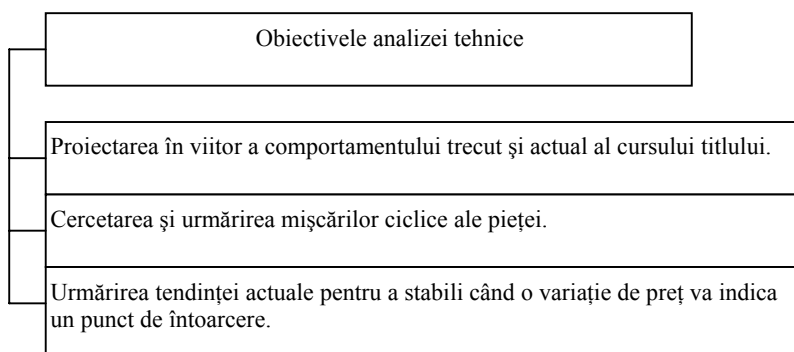 Obiectivele analizei tehnice
Proiectarea în viitor a comportamentului trecut şi actual al cursului titlului.
Cercetarea şi urmărirea mişcărilor ciclice ale pieţei.
Urmărirea tendinţei actuale pentru a stabili când o variaţie de preţ va indica
un punct de întoarcere.